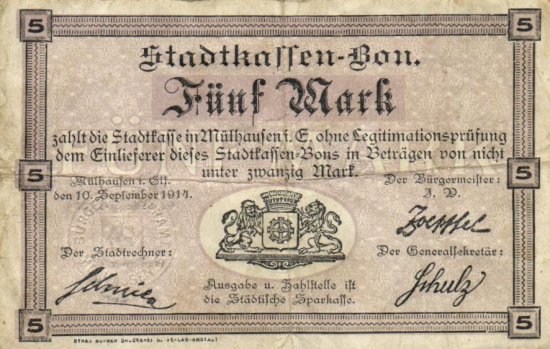 5 5
Stadtkassen-Bon.
Fünf Mark
zahlt die Stadtkasse in Mülhausen i. E. ohne Legitimationsprüfung
dem Einlieferer dieses Stadtkassen-Bons in Beträgen von nicht
unter zwanzig Mark.
5 5
Mülhausen i. Els.
den 10. September 1914.
Der Bürgermeister:
I. V.
Der Stadtrechner:
Der Generalsekretär:
Schulz
Ausgabe u. Zahlstelle ist
die Städtische Sparkasse.
5 5